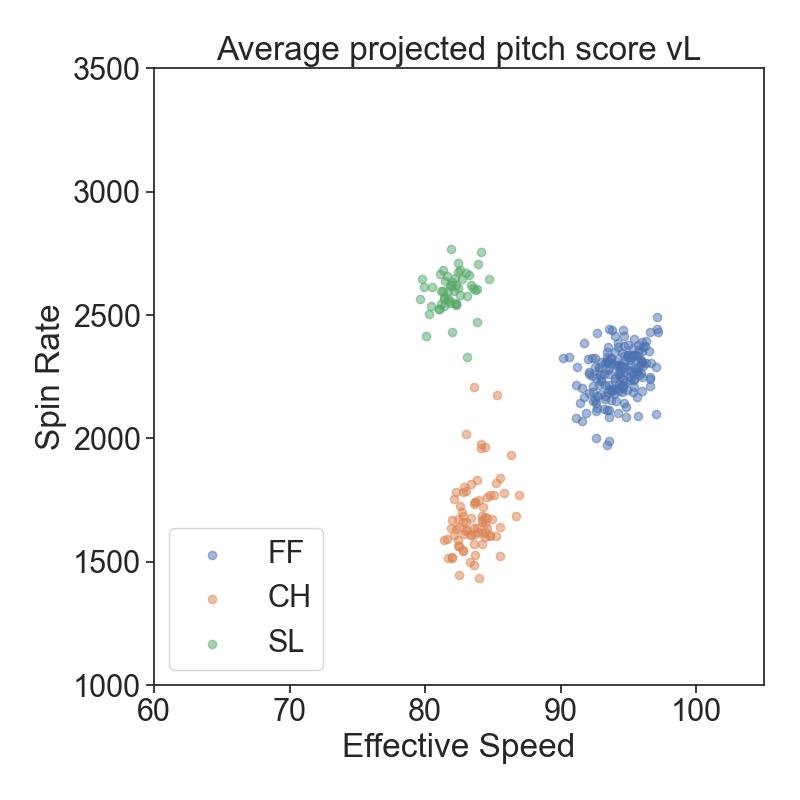 Average projected pitch score vL
3500
3000
2500
2000
1500
1000
Spin Rate
FF
CH
SL
60 70 80 90 100
Effective Speed